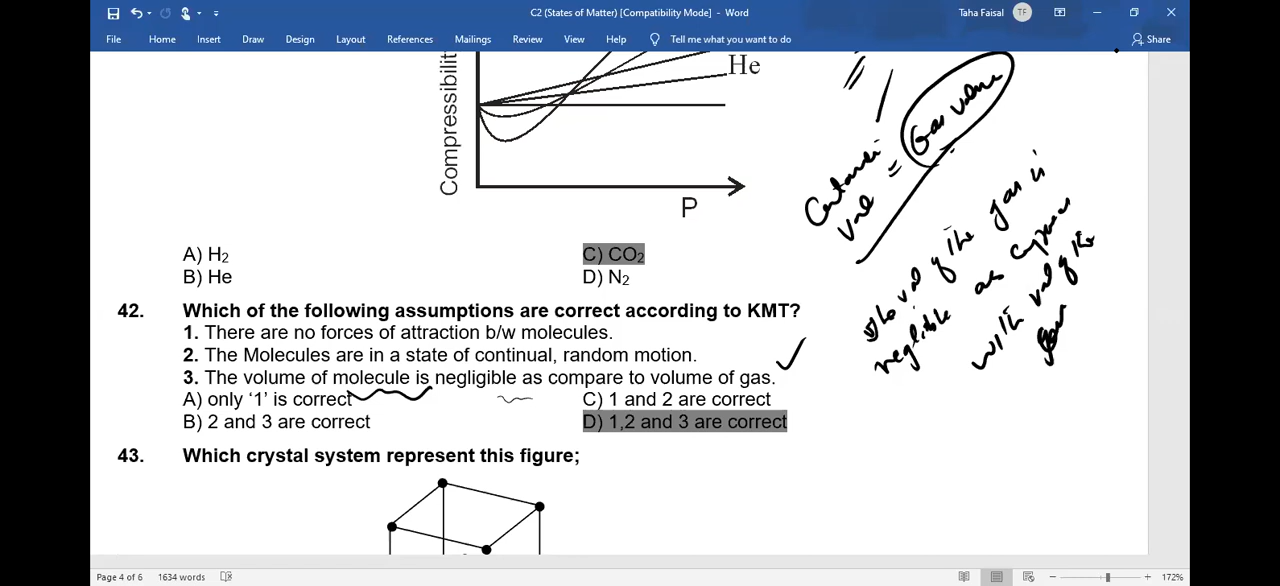 C2 (States of Matter) [Compatibility Mode] - Word
Taha Faisal
TF
File Home Insert Draw Design Layout References Mailings Review View Help Tell me what you want to do
Share
Compressibilit
He
P
Gas volume
vol =
The vol of the gas is
negligible as compare
with vol of the
A) H₂
C) CO₂
B) He
D) N₂
42. Which of the following assumptions are correct according to KMT?
1. There are no forces of attraction b/w molecules.
2. The Molecules are in a state of continual, random motion.
3. The volume of molecule is negligible as compare to volume of gas.
A) only ‘1’ is correct
C) 1 and 2 are correct
B) 2 and 3 are correct
D) 1,2 and 3 are correct
43. Which crystal system represent this figure;
Page 4 of 6 1634 words
172%